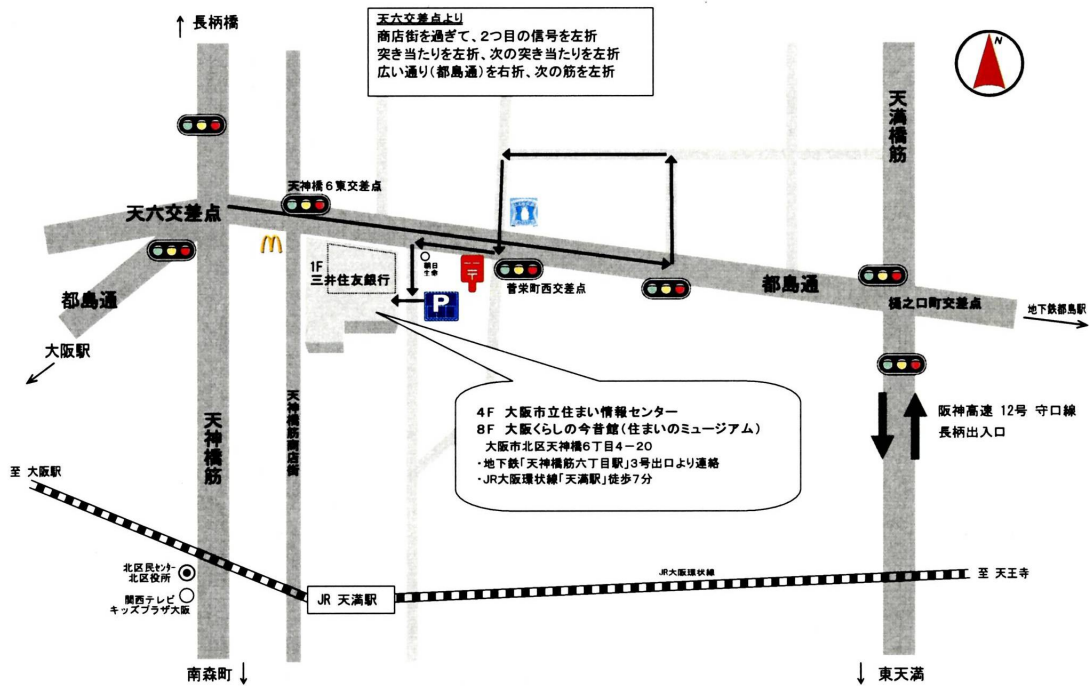 長柄橋
天六交差点より
商店街を過ぎて、2つ目の信号を左折
突き当たりを左折、次の突き当たりを左折
広い通り(都島通)を右折、次の筋を左折
N
天満橋筋
天神橋6東交差点
天六交差点
1F
三井住友銀行
朝日
生命
〒
P
菅栄町西交差点
都島通
樋之口町交差点
地下鉄都島駅
都島通
大阪駅
天神橋筋
天神橋筋商店街
4F 大阪市立住まい情報センター
8F 大阪くらしの今昔館(住まいのミュージアム)
大阪市北区天神橋6丁目4-20
・地下鉄「天神橋筋六丁目駅」3号出口より連絡
・JR大阪環状線「天満駅」徒歩7分
阪神高速 12号 守口線
長柄出入口
至 大阪駅
北区民センター
北区役所
関西テレビ
キッズプラザ大阪
JR 天満駅
JR大阪環状線
至 天王寺
南森町
東天満